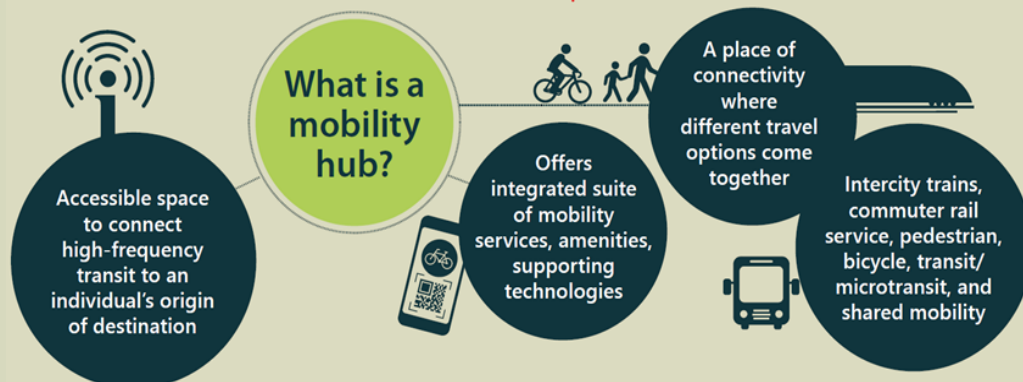 What is a
mobility
hub?
Accessible space
to connect
high-frequency
transit to an
individual's origin
of destination
Offers
integrated suite
of mobility
services, amenities,
supporting
technologies
A place of
connectivity
where
different travel
options come
together
Intercity trains,
commuter rail
service, pedestrian,
bicycle, transit/
microtransit, and
shared mobility